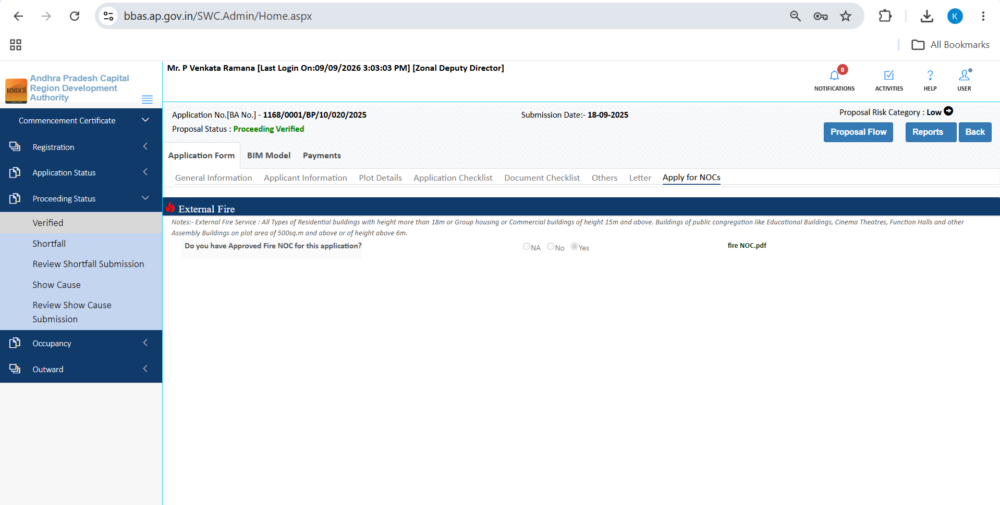 bbas.ap.gov.in/SWC.Admin/Home.aspx
K
All Bookmarks
BIMDCR
Andhra Pradesh Capital
Region Development
Authority
Mr. P Venkata Ramana [Last Login On:09/09/2026 3:03:03 PM] [Zonal Deputy Director]
0
NOTIFICATIONS
ACTIVITIES
HELP
USER
Commencement Certificate
Registration
Application Status
Proceeding Status
Verified
Shortfall
Review Shortfall Submission
Show Cause
Review Show Cause
Submission
Occupancy
Outward
Application No.[BA No.] - 1168/0001/BP/10/020/2025
Submission Date:- 18-09-2025
Proposal Risk Category : Low
Proposal Status : Proceeding Verified
Proposal Flow
Reports
Back
Application Form
BIM Model
Payments
General Information
Applicant Information
Plot Details
Application Checklist
Document Checklist
Others
Letter
Apply for NOCs
External Fire
Notes:- External Fire Service : All Types of Residential buildings with height more than 18m or Group housing or Commercial buildings of height 15m and above. Buildings of public congregation like Educational Buildings, Cinema Theatres, Function Halls and other
Assembly Buildings on plot area of 500sq.m and above or of height above 6m.
Do you have Approved Fire NOC for this application?
NA
No
Yes
fire NOC.pdf